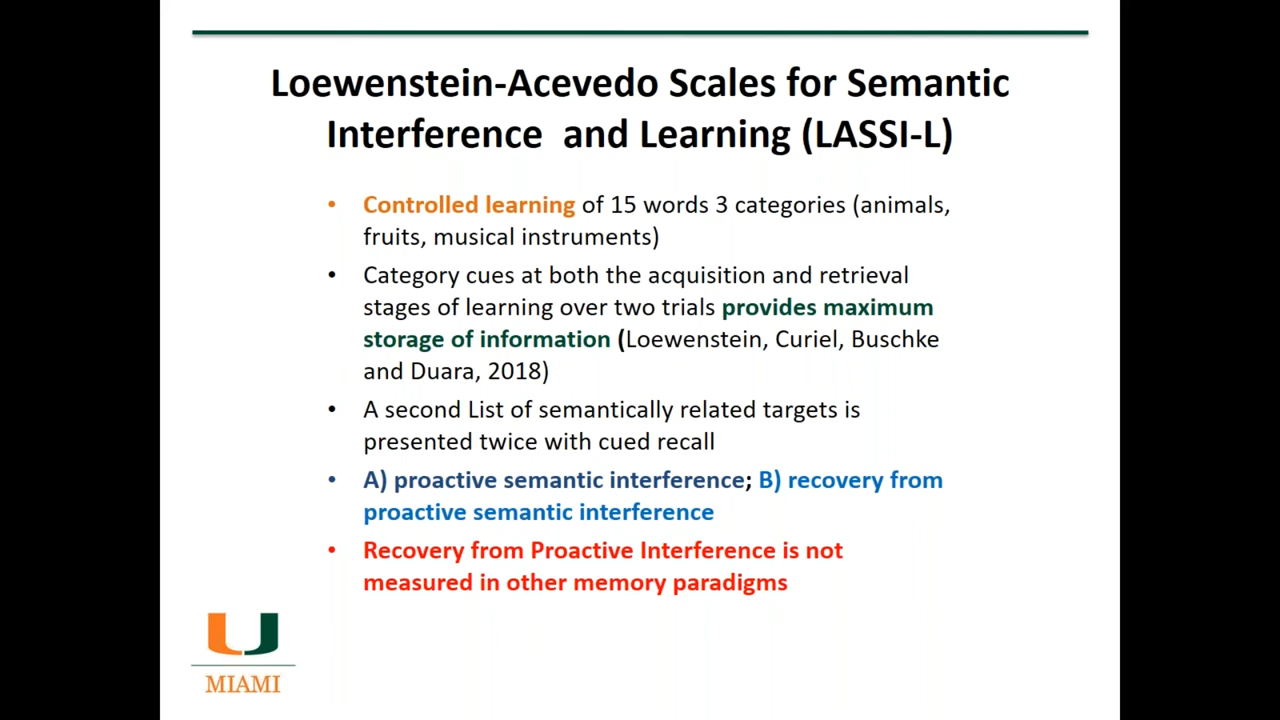 Loewenstein-Acevedo Scales for Semantic
Interference  and Learning (LASSI-L)
• Controlled learning of 15 words 3 categories (animals,
fruits, musical instruments)
• Category cues at both the acquisition and retrieval
stages of learning over two trials provides maximum
storage of information (Loewenstein, Curiel, Buschke
and Duara, 2018)
• A second List of semantically related targets is
presented twice with cued recall
• A) proactive semantic interference; B) recovery from
proactive semantic interference
• Recovery from Proactive Interference is not
measured in other memory paradigms
U
MIAMI